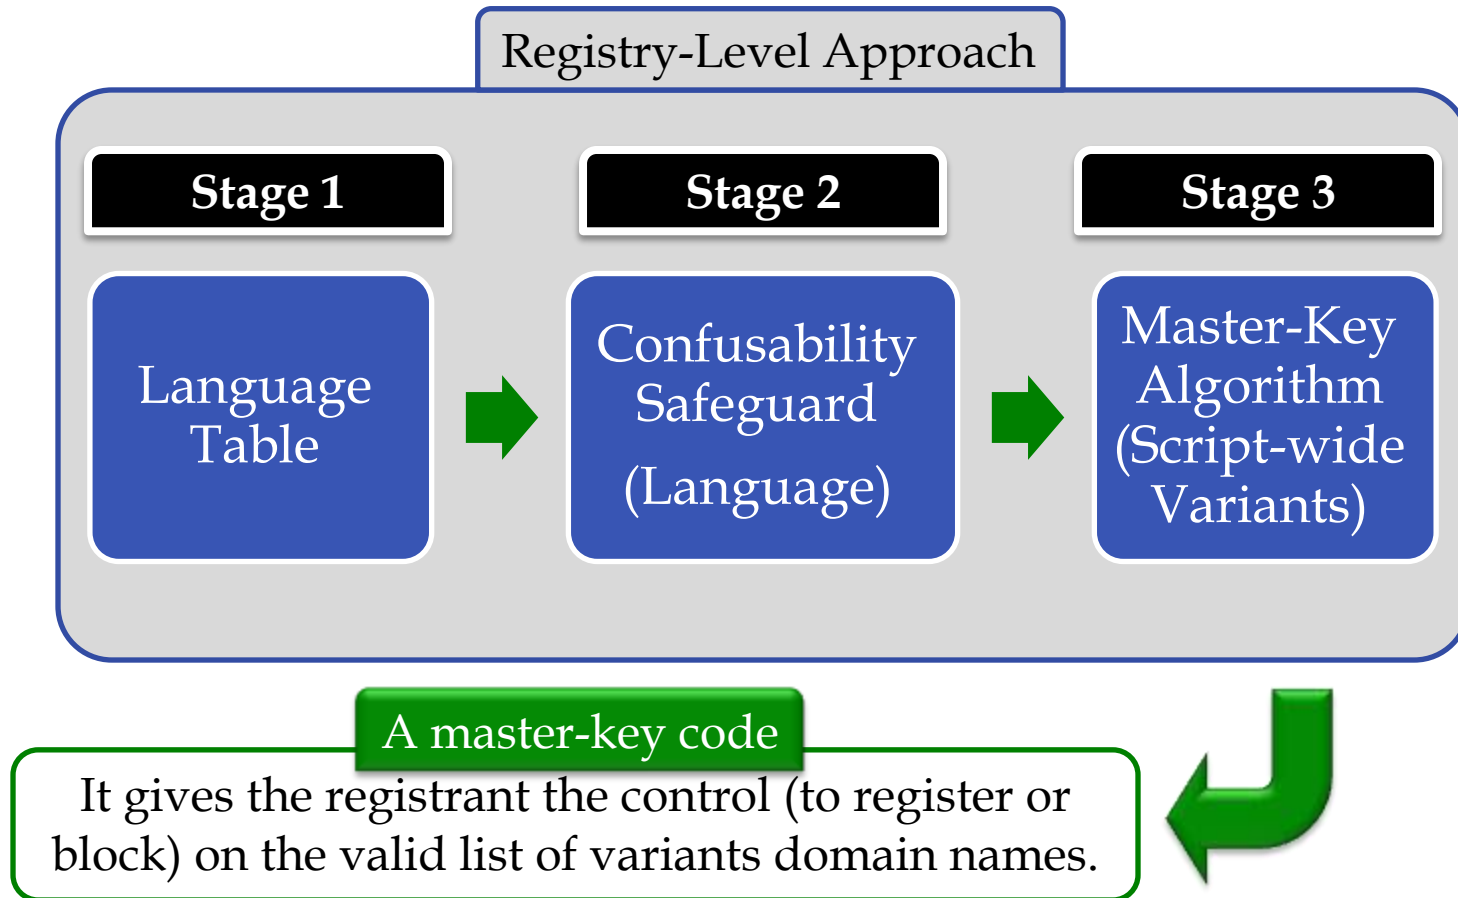 Registry-Level Approach
Stage 1
Stage 2
Stage 3
Language
Table
Confusability
Safeguard
(Language)
Master-Key
Algorithm
(Script-wide
Variants)
A master-key code
It gives the registrant the control (to register or
block) on the valid list of variants domain names.